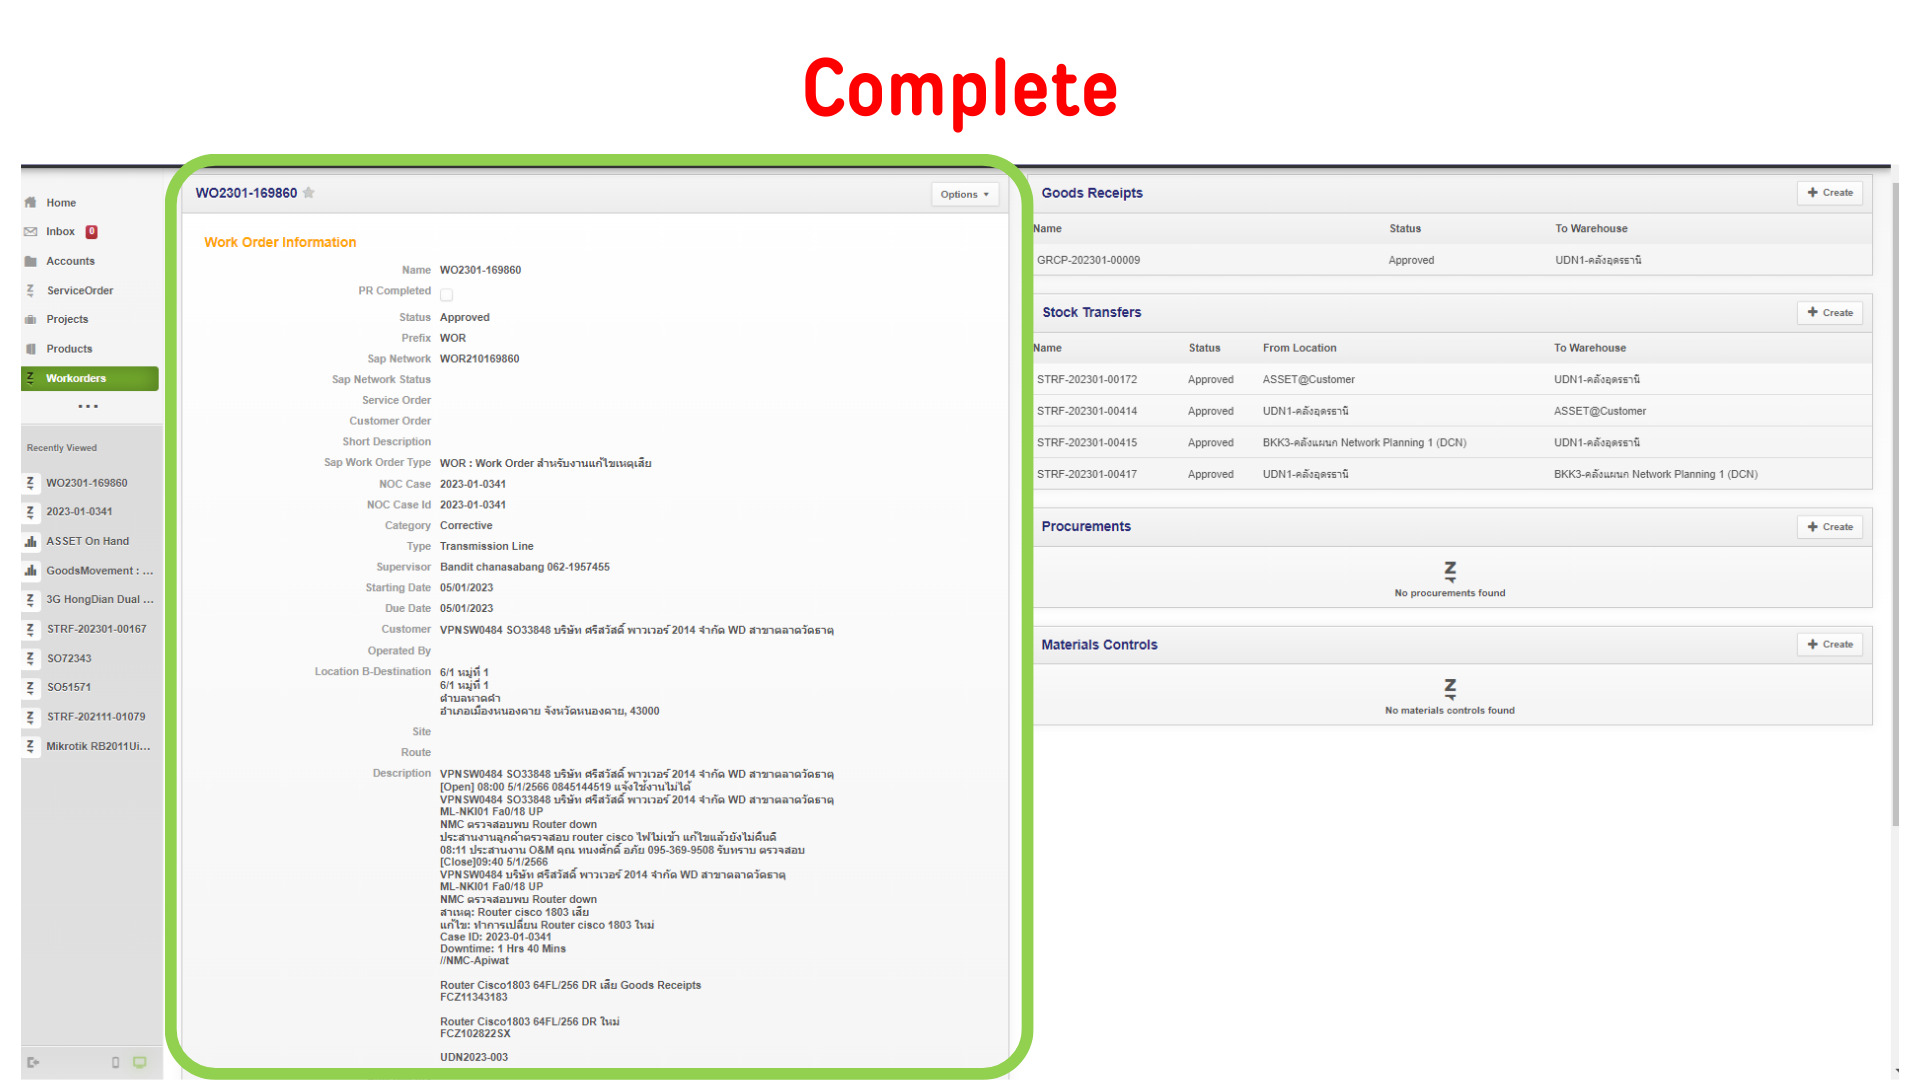 Complete
Home
Inbox 0
Accounts
ServiceOrder
Projects
Products
Workorders
Recently Viewed
WO2301-169860
2023-01-0341
ASSET On Hand
GoodsMovement : ...
3G HongDian Dual ...
STRF-202301-00167
SO72343
SO51571
STRF-202111-01079
Mikrotik RB2011Ui...
WO2301-169860
Options
Work Order Information
Name WO2301-169860
PR Completed
Status Approved
Prefix WOR
Sap Network WOR210169860
Sap Network Status
Service Order
Customer Order
Short Description
Sap Work Order Type WOR : Work Order สำหรับงานแก้ไขเหตุเสีย
NOC Case 2023-01-0341
NOC Case Id 2023-01-0341
Category Corrective
Type Transmission Line
Supervisor Bandit chanasabang 062-1957455
Starting Date 05/01/2023
Due Date 05/01/2023
Customer VPNSW0484 SO33848 บริษัท ศรีสวัสดิ์ พาวเวอร์ 2014 จำกัด WD สาขาตลาดวัดธาตุ
Operated By
Location B-Destination 6/1 หมู่ที่ 1
6/1 หมู่ที่ 1
ตำบลหาดคำ
อำเภอเมืองหนองคาย จังหวัดหนองคาย, 43000
Site
Route
Description VPNSW0484 SO33848 บริษัท ศรีสวัสดิ์ พาวเวอร์ 2014 จำกัด WD สาขาตลาดวัดธาตุ
[Open] 08:00 5/1/2566 0845144519 แจ้งใช้งานไม่ได้
VPNSW0484 SO33848 บริษัท ศรีสวัสดิ์ พาวเวอร์ 2014 จำกัด WD สาขาตลาดวัดธาตุ
ML-NKI01 Fa0/18 UP
NMC ตรวจสอบพบ Router down
ประสานงานลูกค้าตรวจสอบ router cisco ไฟไม่เข้า แก้ไขแล้วยังไม่คืนดี
08:11 ประสานงาน O&M คุณ ทนงศักดิ์ อภัย 095-369-9508 รับทราบ ตรวจสอบ
[Close]09:40 5/1/2566
VPNSW0484 บริษัท ศรีสวัสดิ์ พาวเวอร์ 2014 จำกัด WD สาขาตลาดวัดธาตุ
ML-NKI01 Fa0/18 UP
NMC ตรวจสอบพบ Router down
สาเหตุ: Router cisco 1803 เสีย
แก้ไข: ทำการเปลี่ยน Router cisco 1803 ใหม่
Case ID: 2023-01-0341
Downtime: 1 Hrs 40 Mins
//NMC-Apiwat
Router Cisco1803 64FL/256 DR เสีย Goods Receipts
FCZ11343183
Router Cisco1803 64FL/256 DR ใหม่
FCZ102822SX
UDN2023-003
Goods Receipts
Create
Name Status To Warehouse
GRCP-202301-00009 Approved UDN1-คลังอุดรธานี
Stock Transfers
Create
Name Status From Location To Warehouse
STRF-202301-00172 Approved ASSET@Customer UDN1-คลังอุดรธานี
STRF-202301-00414 Approved UDN1-คลังอุดรธานี ASSET@Customer
STRF-202301-00415 Approved BKK3-คลังแผนก Network Planning 1 (DCN) UDN1-คลังอุดรธานี
STRF-202301-00417 Approved UDN1-คลังอุดรธานี BKK3-คลังแผนก Network Planning 1 (DCN)
Procurements
Create
No procurements found
Materials Controls
Create
No materials controls found